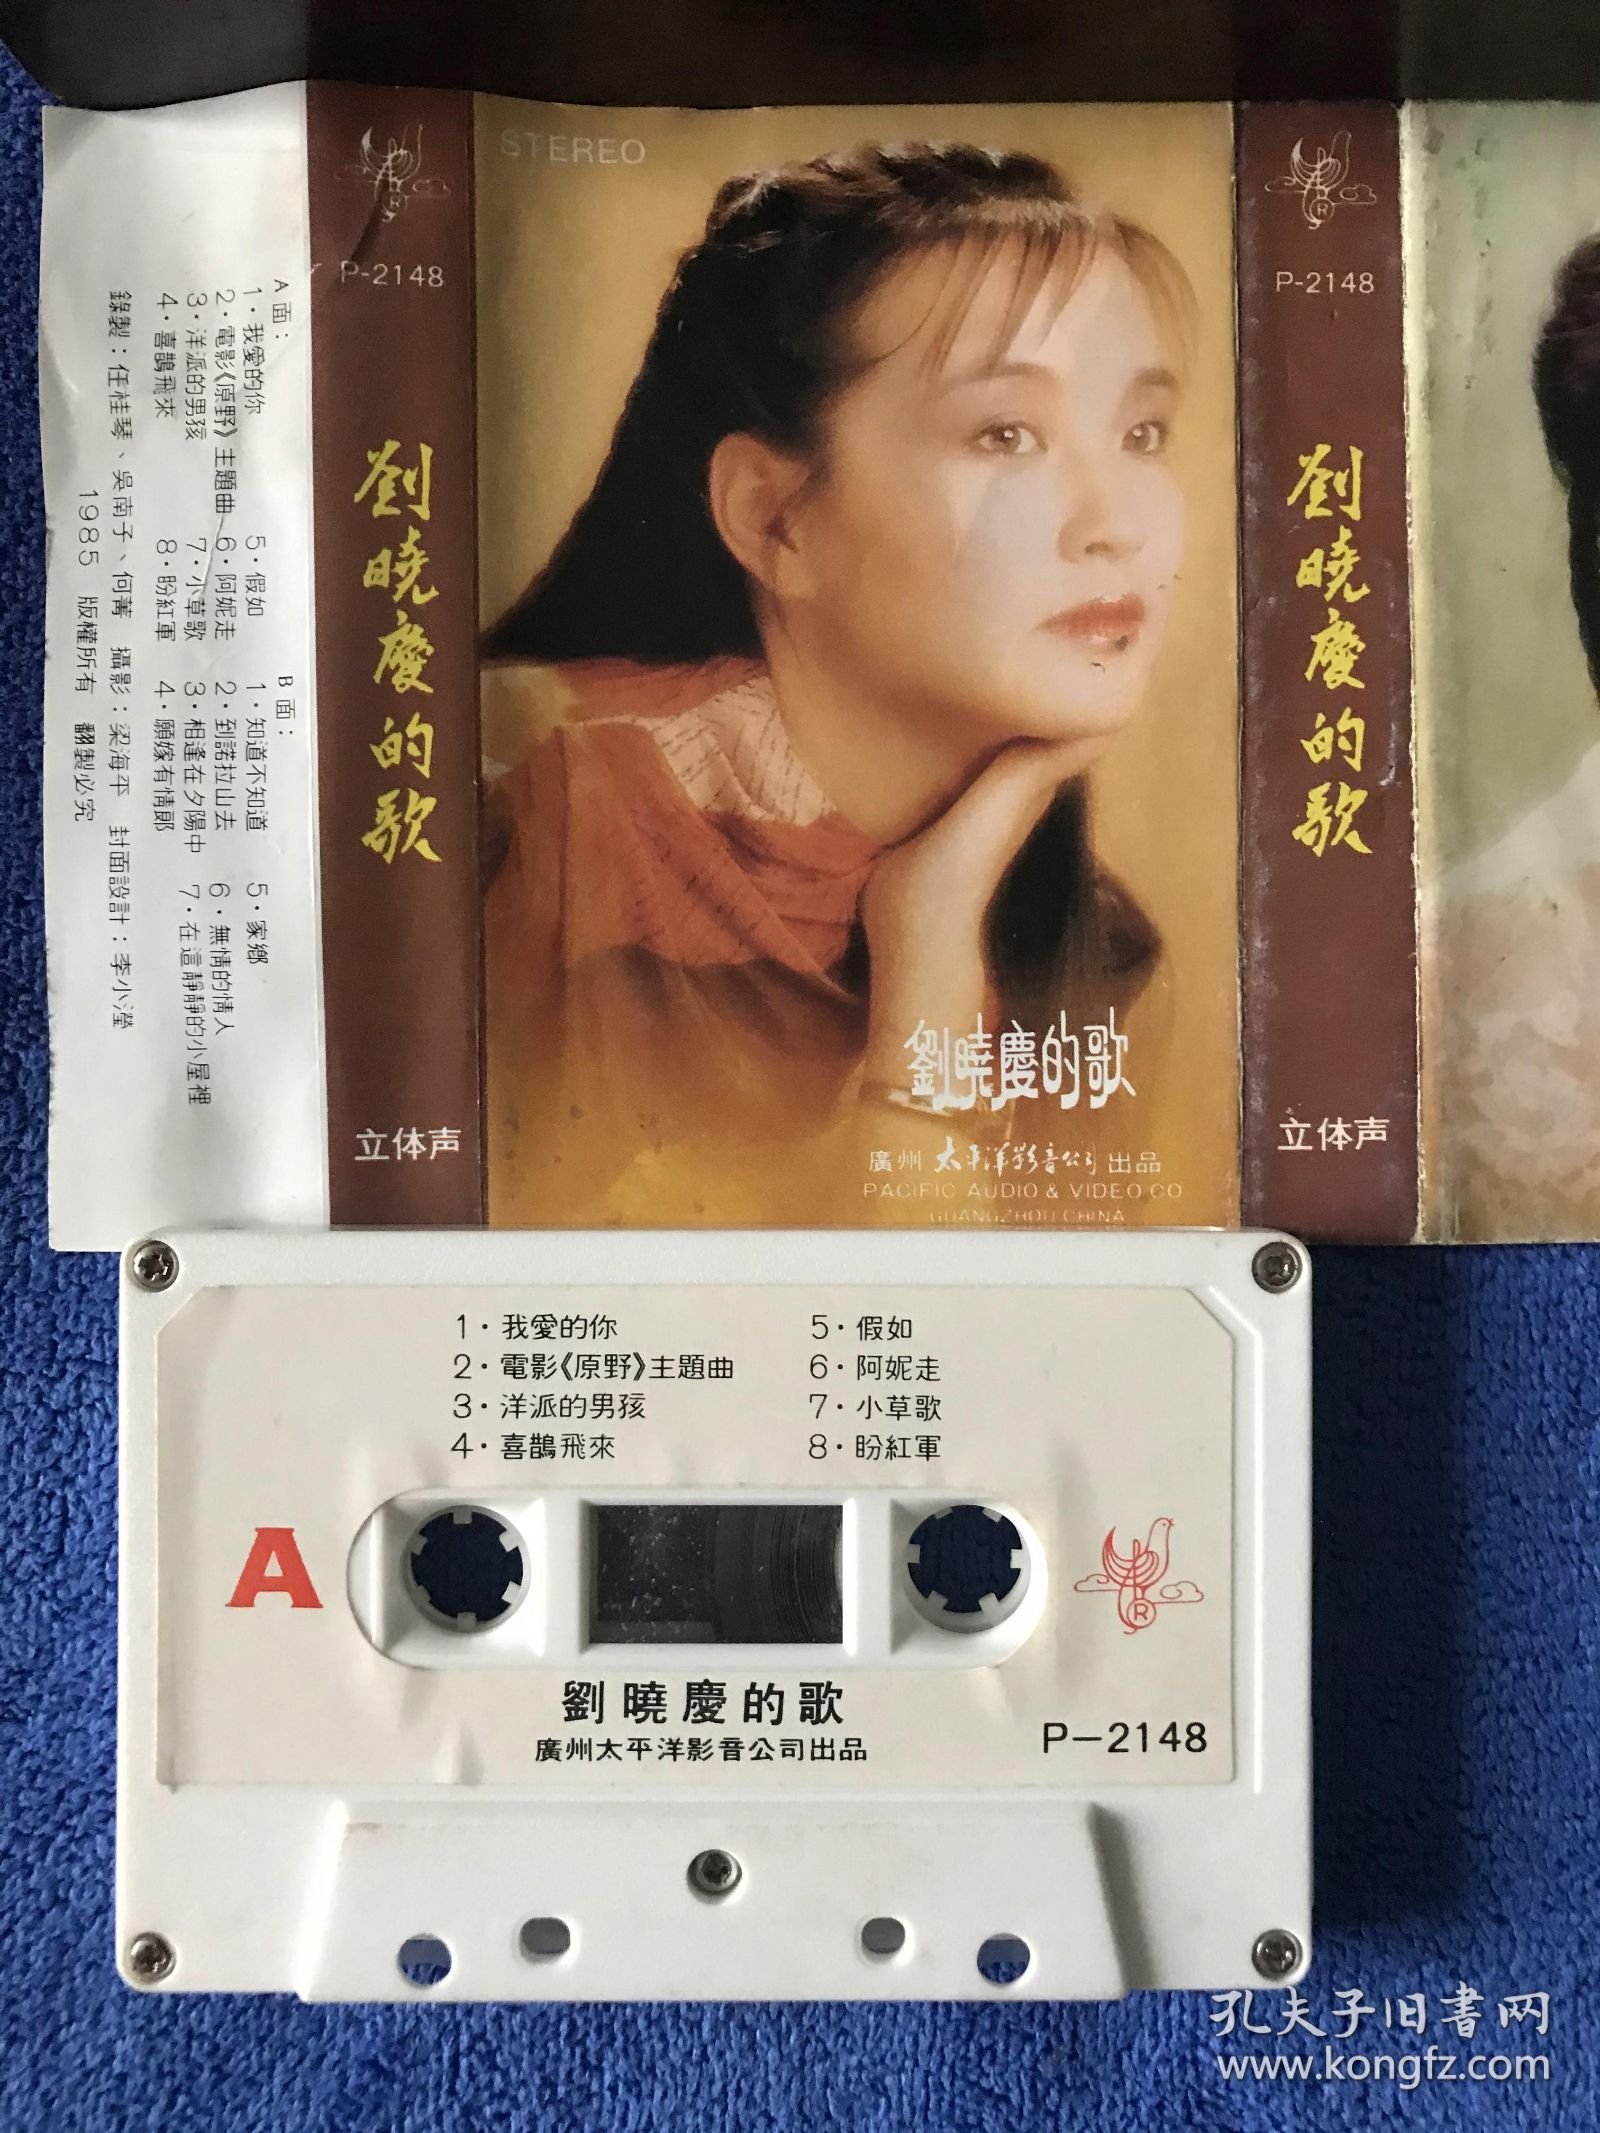 A面：
1·我愛的你
2·電影《原野》主題曲
3·洋派的男孩
4·喜鵲飛來
5·假如
6·阿妮走
7·小草歌
8·盼紅軍
B面：
1·知道不知道
2·到諾拉山去
3·相逢在夕陽中
4·願嫁有情郎
5·家鄉
6·無情的情人
7·在這靜靜的小屋裡
錄製：任桂琴、吳南子、何菁　攝影：梁海平　封面設計：李小瀅
1985　版權所有　翻製必究
P-2148
劉曉慶的歌
立体声
STEREO
劉曉慶的歌
廣州太平洋影音公司出品
PACIFIC AUDIO & VIDEO CO
GUANGZHOU CHINA
R
P-2148
劉曉慶的歌
立体声
1·我愛的你
2·電影《原野》主題曲
3·洋派的男孩
4·喜鵲飛來
5·假如
6·阿妮走
7·小草歌
8·盼紅軍
A
R
劉曉慶的歌
廣州太平洋影音公司出品
P-2148
孔夫子旧书网
www.kongfz.com